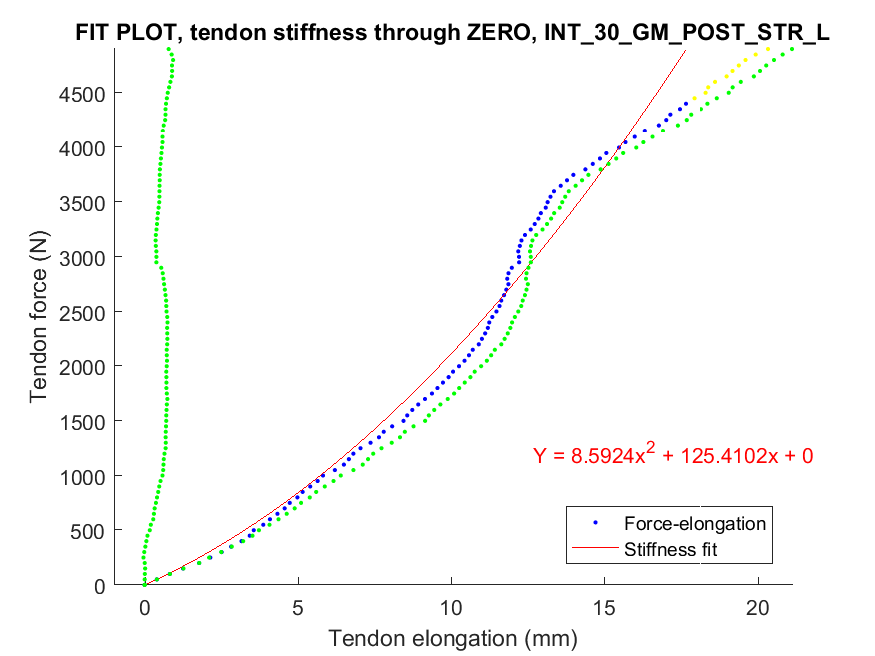 FIT PLOT, tendon stiffness through ZERO, INT_30_GM_POST_STR_L
4500
4000
3500
3000
2500
2000
1500
1000
500
0
Tendon force (N)
Y = 8.5924x² + 125.4102x + 0
Force-elongation
Stiffness fit
0 5 10 15 20
Tendon elongation (mm)